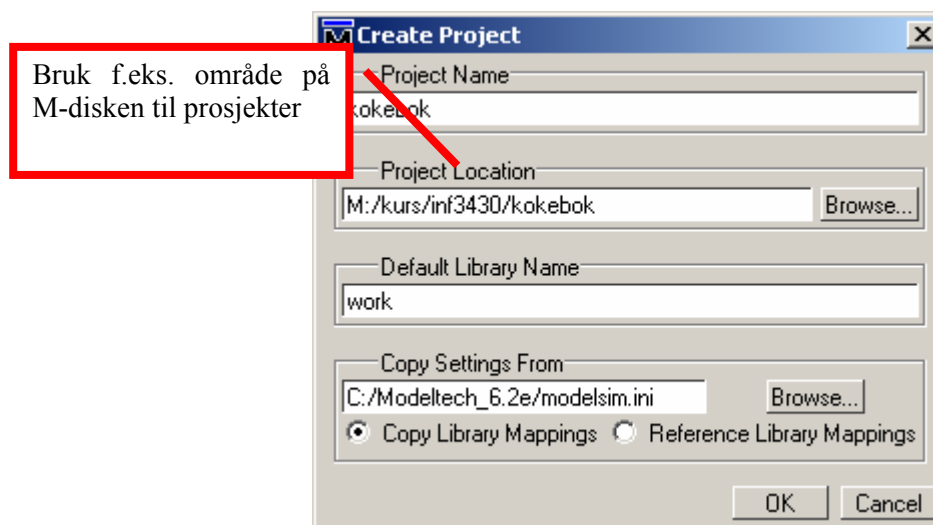 Create Project
Bruk f.eks. område på
M-disken til prosjekter
Project Name
kokebok
Project Location
M:/kurs/inf3430/kokebok
Browse...
Default Library Name
work
Copy Settings From
C:/Modeltech_6.2e/modelsim.ini
Browse...
Copy Library Mappings
Reference Library Mappings
OK
Cancel